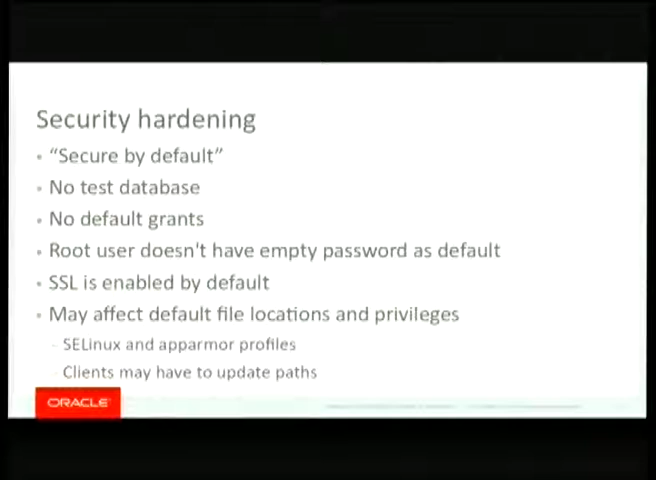 Security hardening
• “Secure by default”
• No test database
• No default grants
• Root user doesn't have empty password as default
• SSL is enabled by default
• May affect default file locations and privileges
- SELinux and apparmor profiles
- Clients may have to update paths
ORACLE